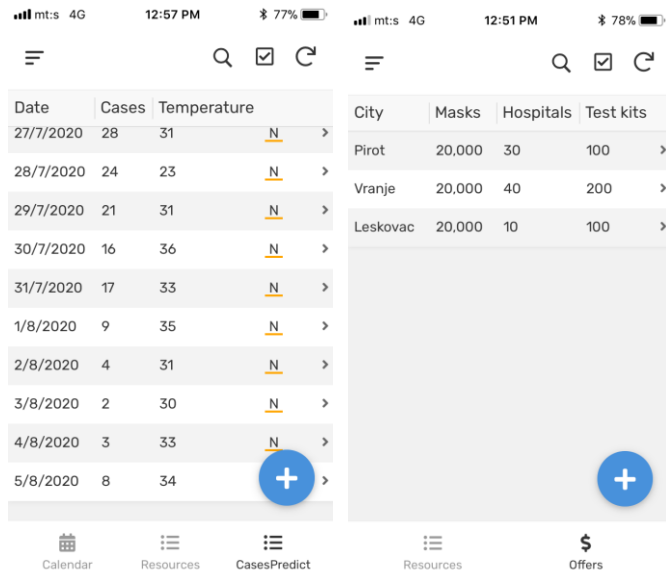 mt:s 4G 12:57 PM 77%
Date Cases Temperature
27/7/2020 28 31 N
28/7/2020 24 23 N
29/7/2020 21 31 N
30/7/2020 16 36 N
31/7/2020 17 33 N
1/8/2020 9 35 N
2/8/2020 4 31 N
3/8/2020 2 30 N
4/8/2020 3 33 N
5/8/2020 8 34
+
Calendar Resources CasesPredict
mt:s 4G 12:51 PM 78%
City Masks Hospitals Test kits
Pirot 20,000 30 100
Vranje 20,000 40 200
Leskovac 20,000 10 100
+
$
Resources Offers